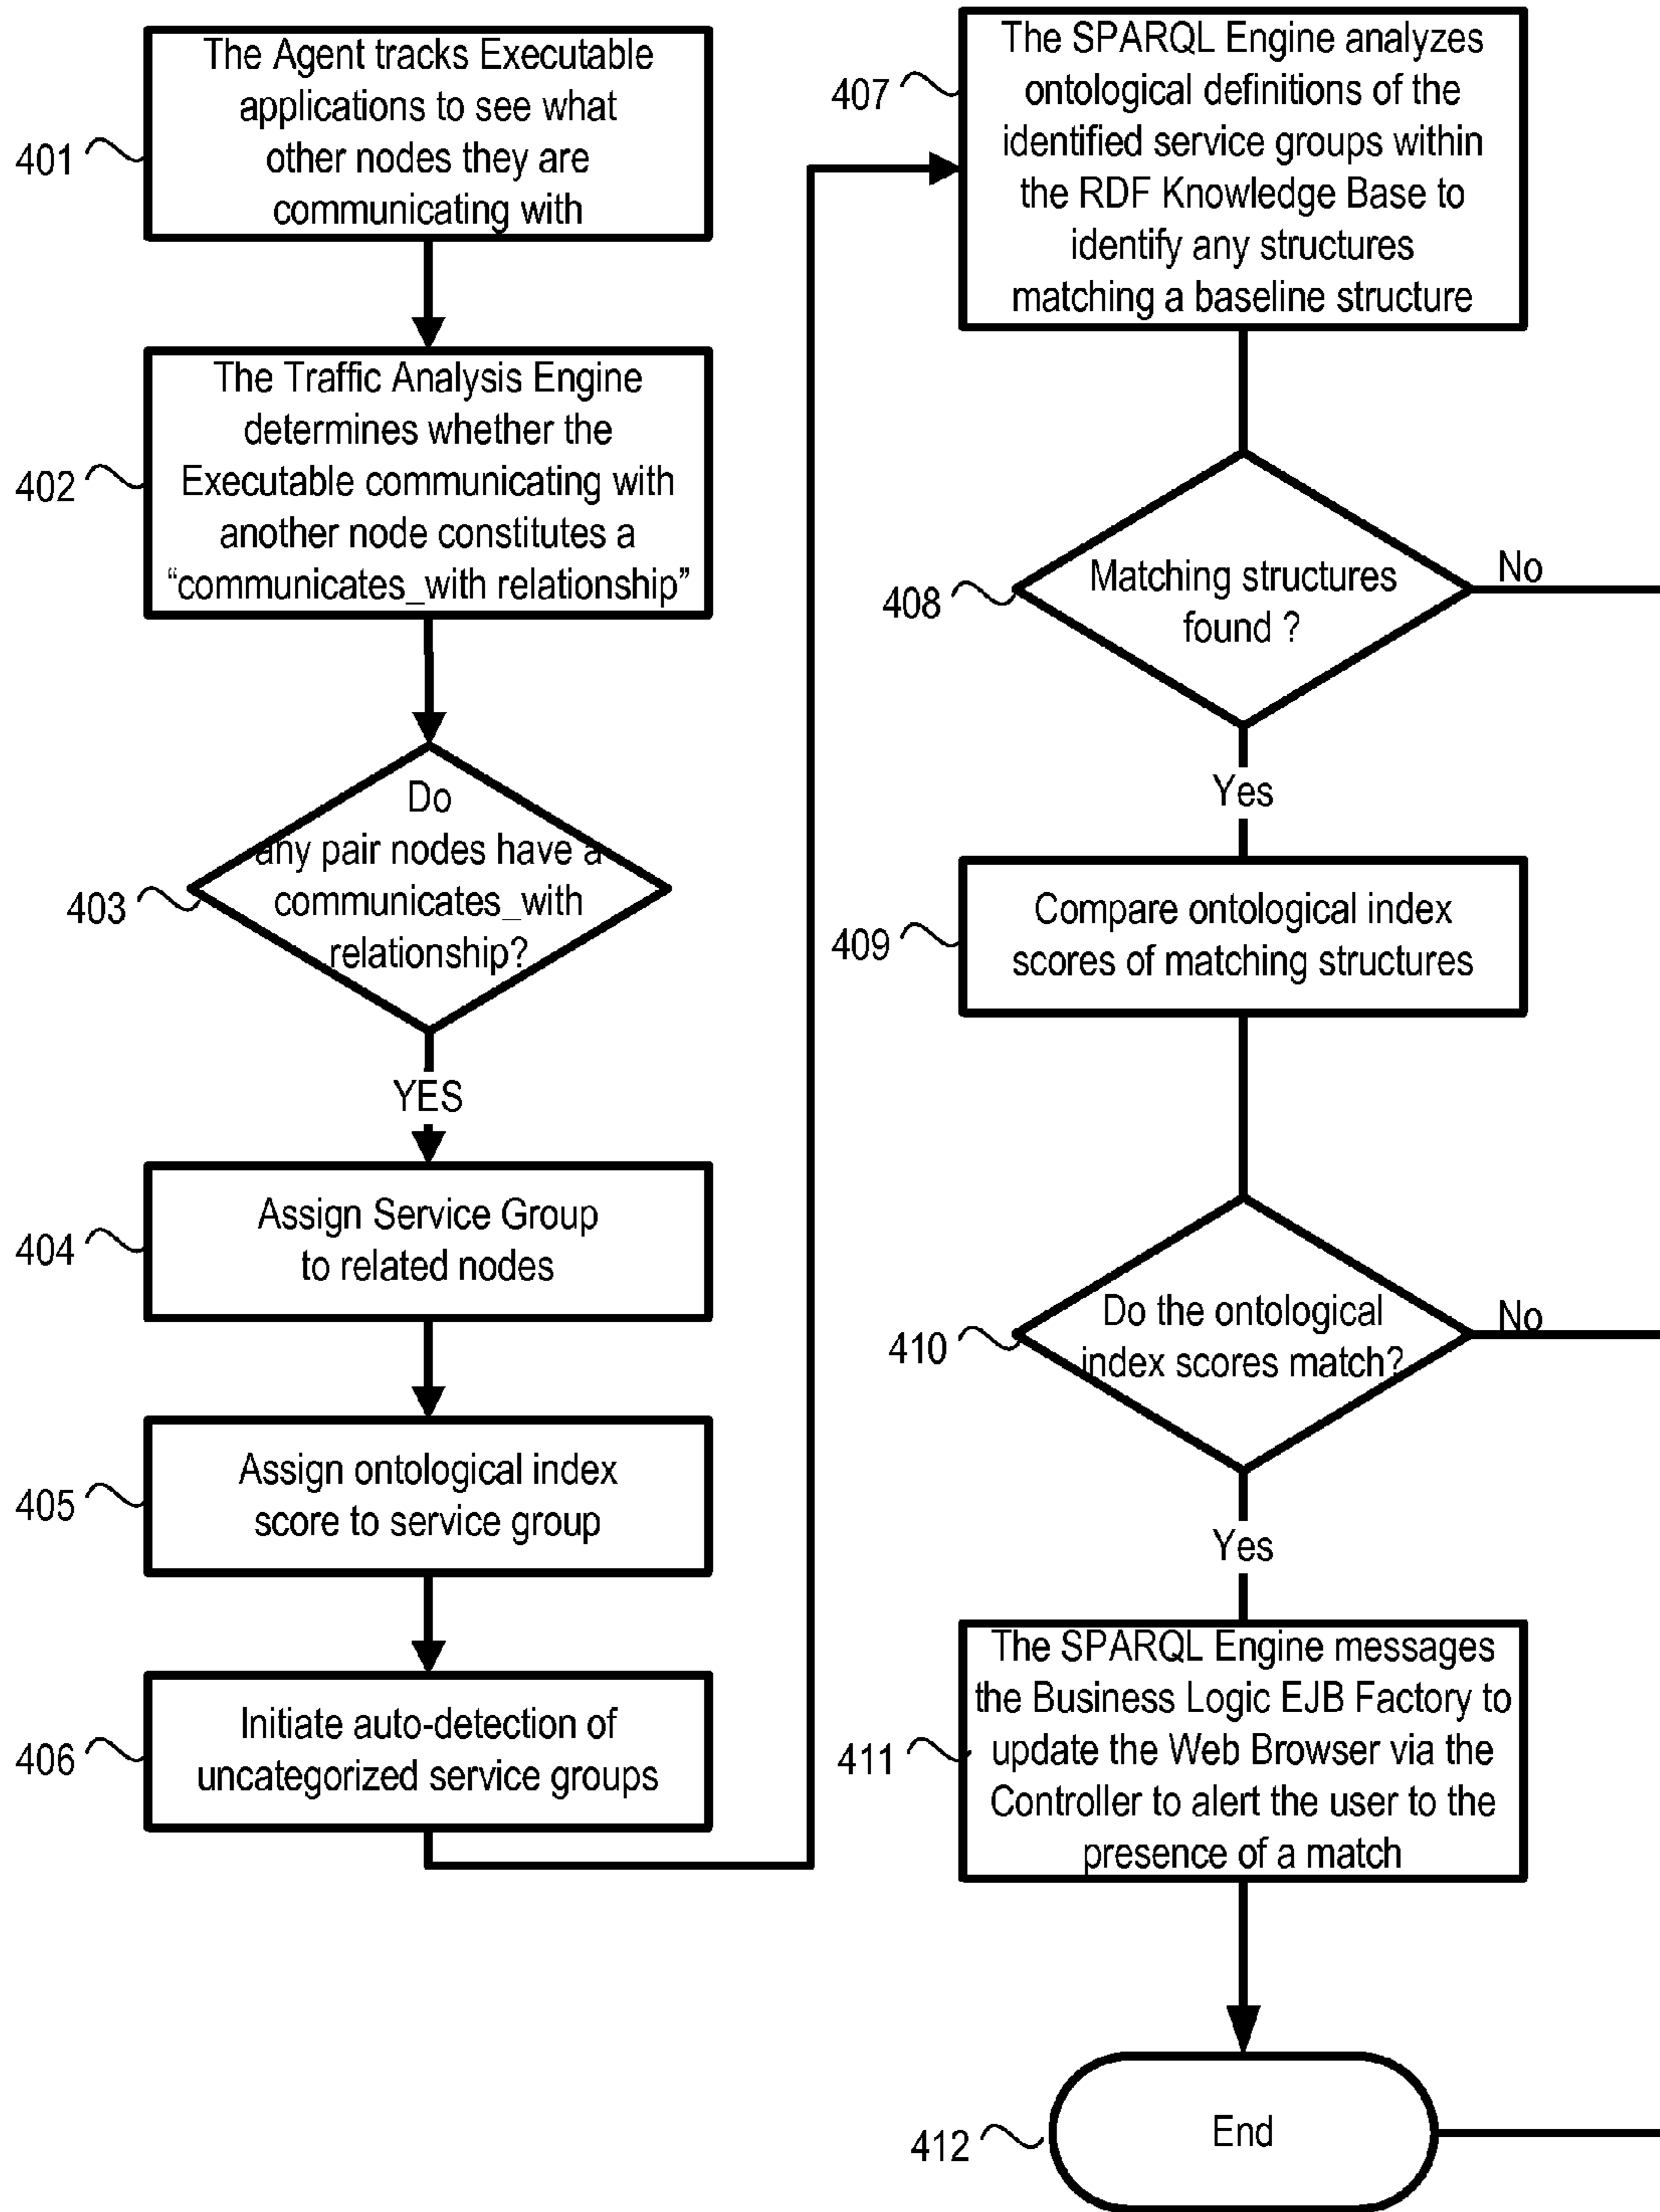 The Agent tracks Executable
applications to see what
other nodes they are
communicating with
401
The Traffic Analysis Engine
determines whether the
Executable communicating with
another node constitutes a
“communicates_with relationship”
402
Do
any pair nodes have a
communicates_with
relationship?
403
YES
Assign Service Group
to related nodes
404
Assign ontological index
score to service group
405
Initiate auto-detection of
uncategorized service groups
406
The SPARQL Engine analyzes
ontological definitions of the
identified service groups within
the RDF Knowledge Base to
identify any structures
matching a baseline structure
407
Matching structures
found ?
408
No
Yes
Compare ontological index
scores of matching structures
409
Do the ontological
index scores match?
410
No
Yes
The SPARQL Engine messages
the Business Logic EJB Factory to
update the Web Browser via the
Controller to alert the user to the
presence of a match
411
End
412